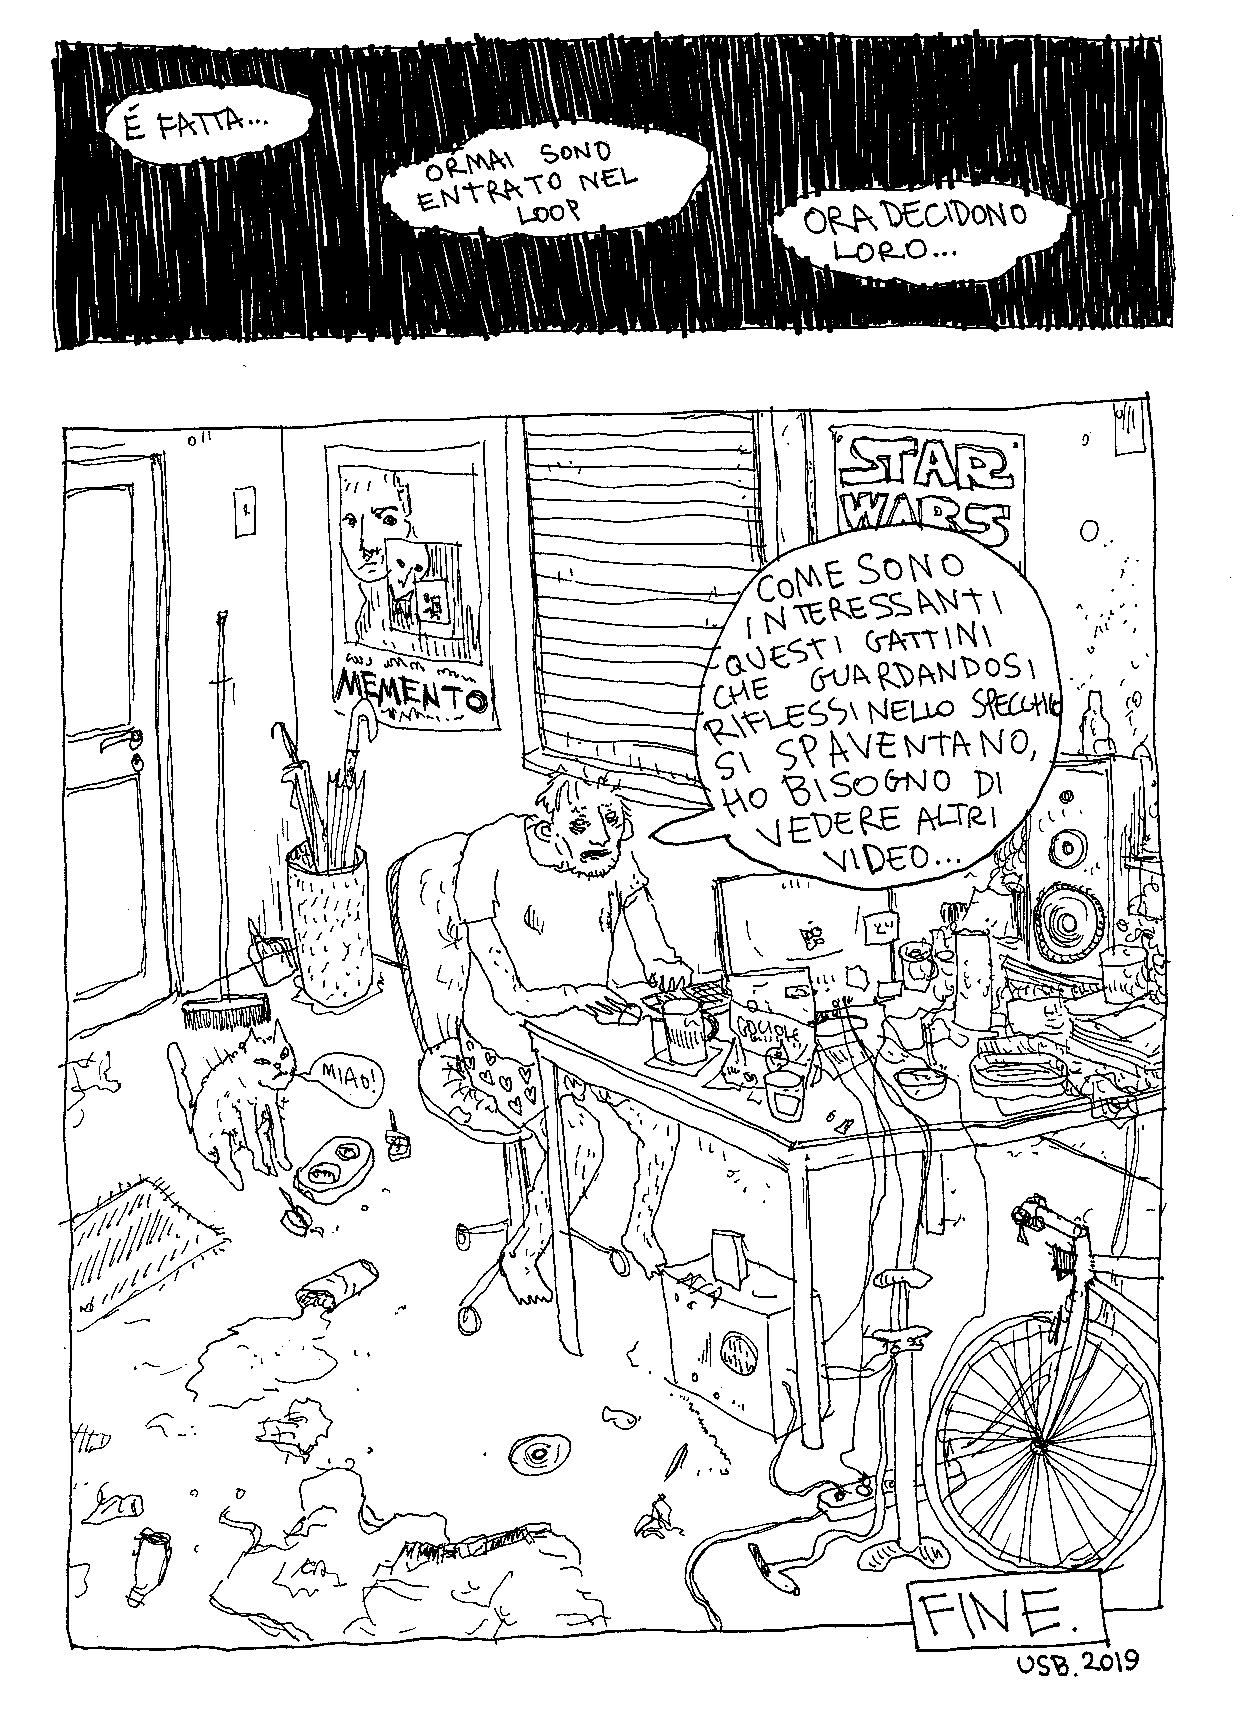 É FATTA...
ORMAI SONO
ENTRATO NEL
LOOP
ORA DECIDONO
LORO...
STAR
WARS
MEMENTO
COME SONO
INTERESSANTI
QUESTI GATTINI
CHE GUARDANDOSI
RIFLESSI NELLO SPECCHIO
SI SPAVENTANO,
HO BISOGNO DI
VEDERE ALTRI
VIDEO...
MIAO!
FINE.
USB. 2019